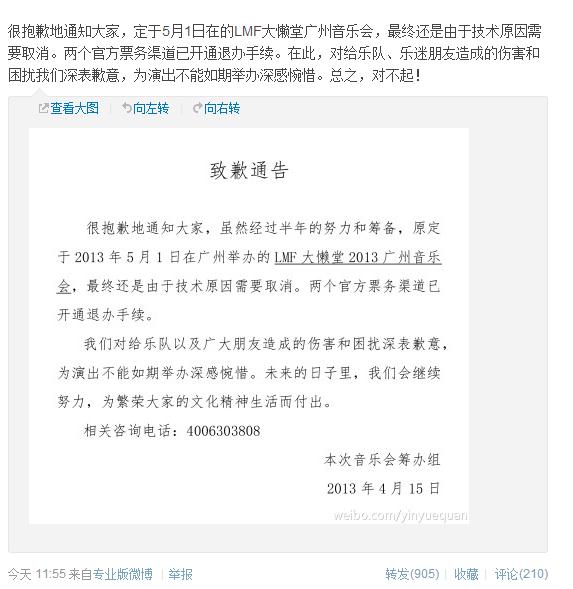 很抱歉地通知大家，定于5月1日在的LMF大懒堂广州音乐会，最终还是由于技术原因需
要取消。两个官方票务渠道已开通退办手续。在此，对给乐队、乐迷朋友造成的伤害和
困扰我们深表歉意，为演出不能如期举办深感惋惜。总之，对不起！
查看大图 向左转 向右转
致歉通告
很抱歉地通知大家，虽然经过半年的努力和筹备，原定
于 2013 年 5 月 1 日在广州举办的 LMF 大懒堂 2013 广州音乐
会，最终还是由于技术原因需要取消。两个官方票务渠道已
开通退办手续。
我们对给乐队以及广大朋友造成的伤害和困扰深表歉意，
为演出不能如期举办深感惋惜。未来的日子里，我们会继续
努力，为繁荣大家的文化精神生活而付出。
相关咨询电话：4006303808
本次音乐会筹办组
2013 年 4 月 15 日
weibo.com/yinyuequan
今天 11:55 来自专业版微博 举报 转发(905) 收藏 评论(210)